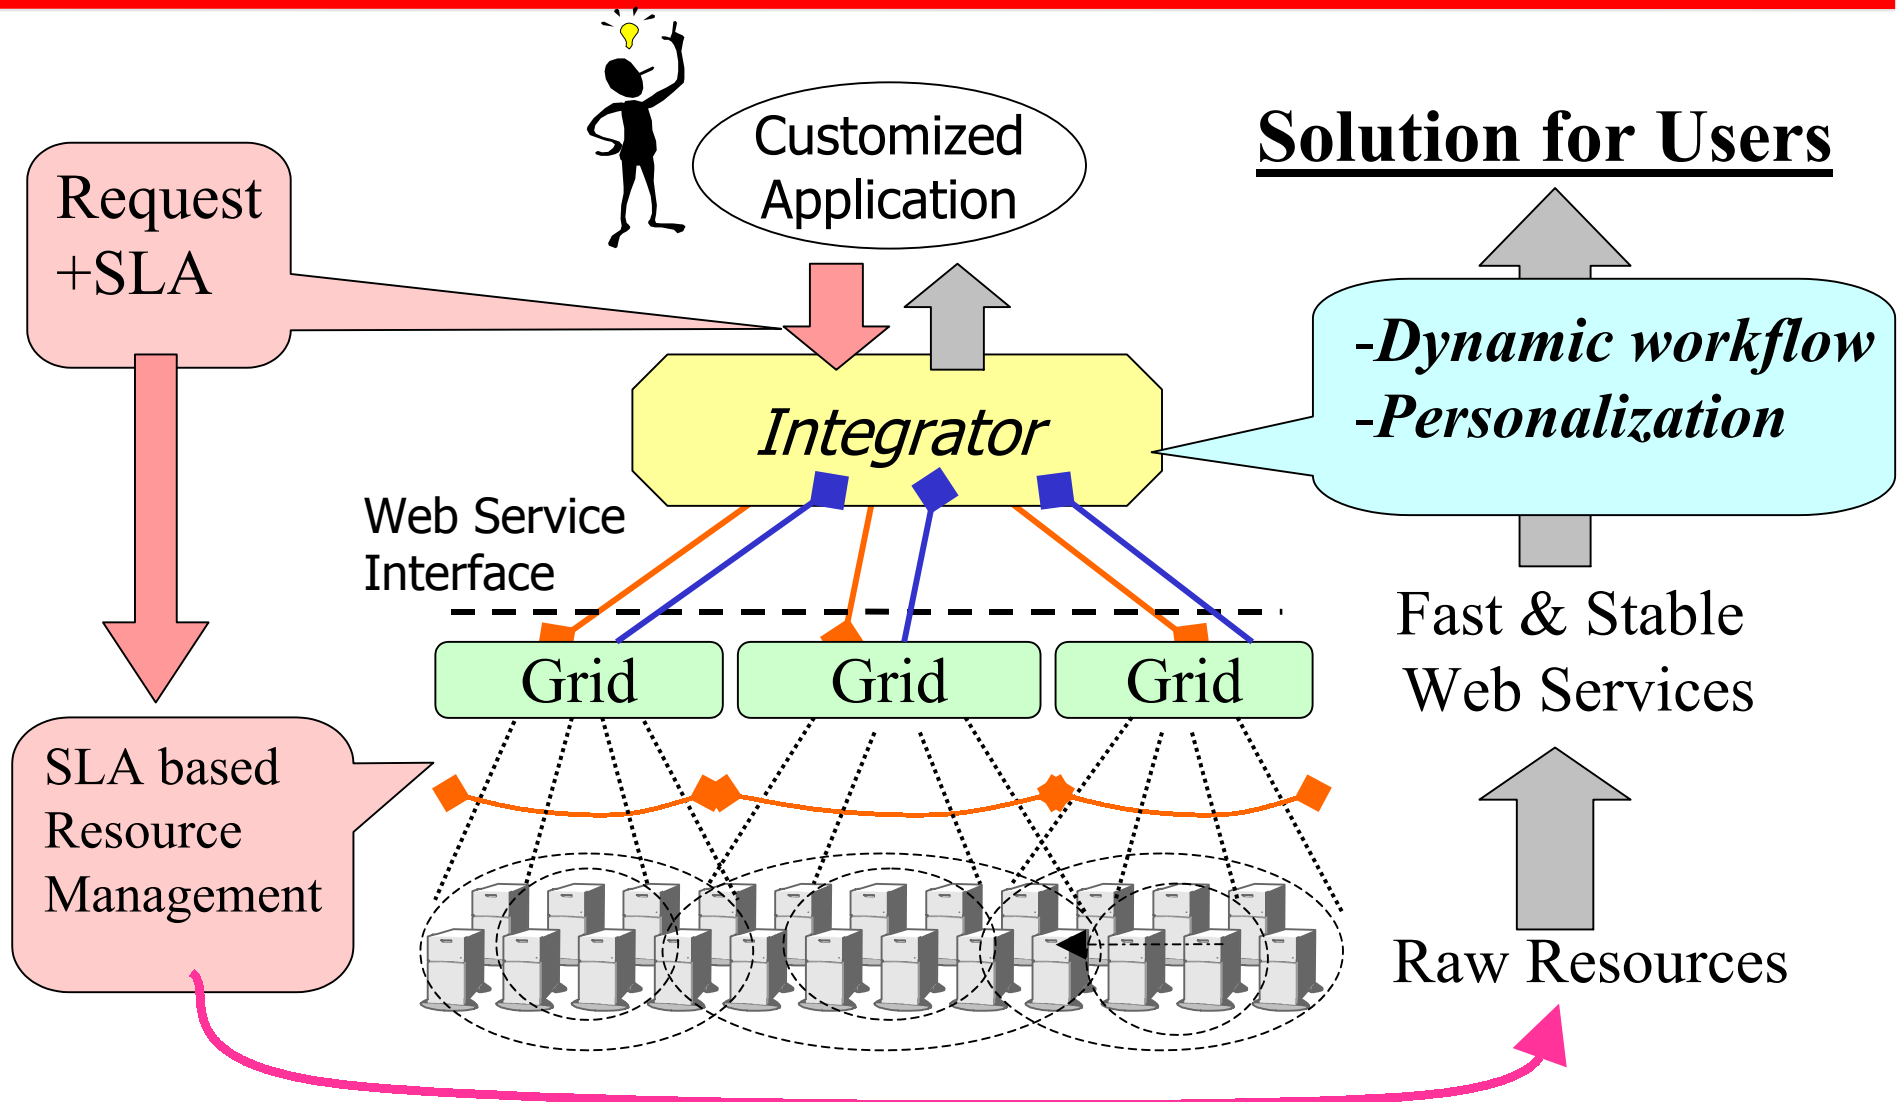 Customized
Application
Solution for Users
Request
+SLA
-Dynamic workflow
-Personalization
Integrator
Web Service
Interface
Fast & Stable
Web Services
Grid
Grid
Grid
SLA based
Resource
Management
Raw Resources